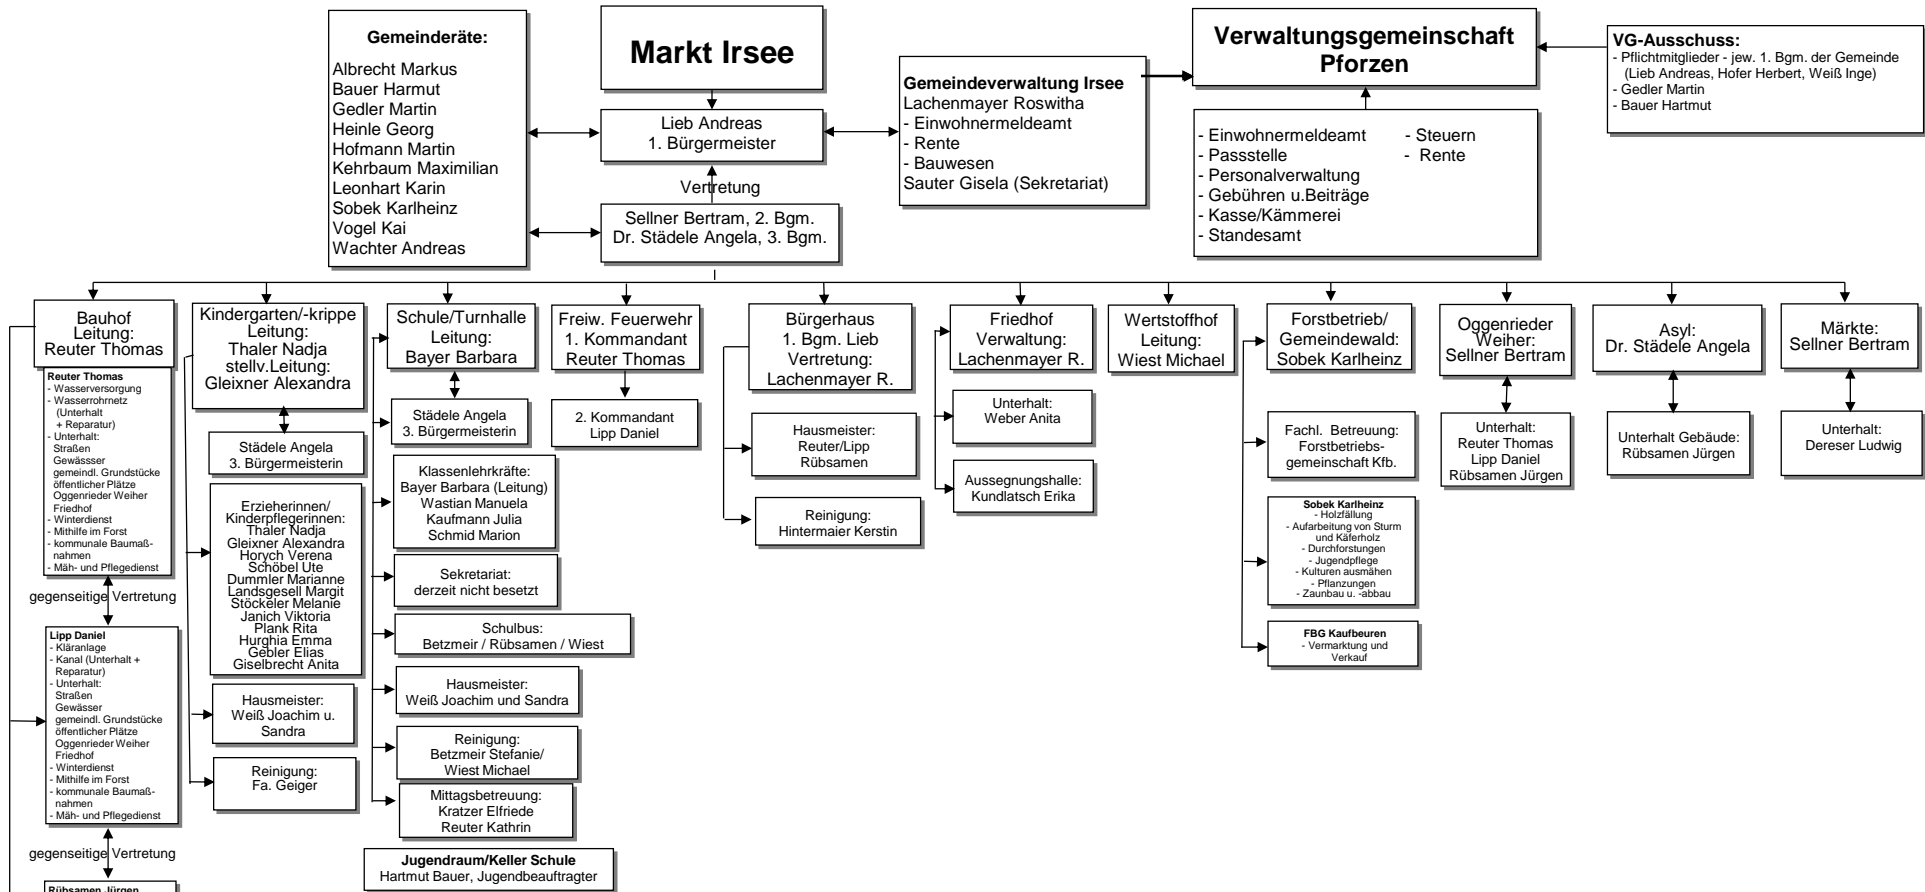 Gemeinderäte:
Albrecht Markus
Bauer Harmut
Gedler Martin
Heinle Georg
Hofmann Martin
Kehrbaum Maximilian
Leonhart Karin
Sobek Karlheinz
Vogel Kai
Wachter Andreas
Markt Irsee
Lieb Andreas
1. Bürgermeister
Vertretung
Sellner Bertram, 2. Bgm.
Dr. Städele Angela, 3. Bgm.
Gemeindeverwaltung Irsee
Lachenmayer Roswitha
- Einwohnermeldeamt
- Rente
- Bauwesen
Sauter Gisela (Sekretariat)
Verwaltungsgemeinschaft
Pforzen
- Einwohnermeldeamt - Steuern
- Passstelle - Rente
- Personalverwaltung
- Gebühren u.Beiträge
- Kasse/Kämmerei
- Standesamt
VG-Ausschuss:
- Pflichtmitglieder - jew. 1. Bgm. der Gemeinde
(Lieb Andreas, Hofer Herbert, Weiß Inge)
- Gedler Martin
- Bauer Hartmut
Bauhof
Leitung:
Reuter Thomas
Reuter Thomas
- Wasserversorgung
- Wasserrohrnetz
(Unterhalt
+ Reparatur)
- Unterhalt:
Straßen
Gewässser
gemeindl. Grundstücke
öffentlicher Plätze
Oggenrieder Weiher
Friedhof
- Winterdienst
- Mithilfe im Forst
- kommunale Baumaß-
nahmen
- Mäh- und Pflegedienst
gegenseitige Vertretung
Lipp Daniel
- Kläranlage
- Kanal (Unterhalt +
Reparatur)
- Unterhalt:
Straßen
Gewässer
gemeindl. Grundstücke
öffentlicher Plätze
Oggenrieder Weiher
Friedhof
- Winterdienst
- Mithilfe im Forst
- kommunale Baumaß-
nahmen
- Mäh- und Pflegedienst
gegenseitige Vertretung
Rübsamen Jürgen
Kindergarten/-krippe
Leitung:
Thaler Nadja
stellv.Leitung:
Gleixner Alexandra
Städele Angela
3. Bürgermeisterin
Erzieherinnen/
Kinderpflegerinnen:
Thaler Nadja
Gleixner Alexandra
Horych Verena
Schöbel Ute
Dummler Marianne
Landsgesell Margit
Stöckeler Melanie
Janich Viktoria
Plank Rita
Hurghia Emma
Gebler Elias
Giselbrecht Anita
Hausmeister:
Weiß Joachim u.
Sandra
Reinigung:
Fa. Geiger
Schule/Turnhalle
Leitung:
Bayer Barbara
Städele Angela
3. Bürgermeisterin
Klassenlehrkräfte:
Bayer Barbara (Leitung)
Wastian Manuela
Kaufmann Julia
Schmid Marion
Sekretariat:
derzeit nicht besetzt
Schulbus:
Betzmeir / Rübsamen / Wiest
Hausmeister:
Weiß Joachim und Sandra
Reinigung:
Betzmeir Stefanie/
Wiest Michael
Mittagsbetreuung:
Kratzer Elfriede
Reuter Kathrin
Jugendraum/Keller Schule
Hartmut Bauer, Jugendbeauftragter
Freiw. Feuerwehr
1. Kommandant
Reuter Thomas
2. Kommandant
Lipp Daniel
Bürgerhaus
1. Bgm. Lieb
Vertretung:
Lachenmayer R.
Hausmeister:
Reuter/Lipp
Rübsamen
Reinigung:
Hintermaier Kerstin
Friedhof
Verwaltung:
Lachenmayer R.
Unterhalt:
Weber Anita
Aussegnungshalle:
Kundlatsch Erika
Wertstoffhof
Leitung:
Wiest Michael
Forstbetrieb/
Gemeindewald:
Sobek Karlheinz
Fachl. Betreuung:
Forstbetriebs-
gemeinschaft Kfb.
Sobek Karlheinz
- Holzfällung
- Aufarbeitung von Sturm
und Käferholz
- Durchforstungen
- Jugendpflege
- Kulturen ausmähen
- Pflanzungen
- Zaunbau u. -abbau
FBG Kaufbeuren
- Vermarktung und
Verkauf
Oggenrieder
Weiher:
Sellner Bertram
Unterhalt:
Reuter Thomas
Lipp Daniel
Rübsamen Jürgen
Asyl:
Dr. Städele Angela
Unterhalt Gebäude:
Rübsamen Jürgen
Märkte:
Sellner Bertram
Unterhalt:
Dereser Ludwig